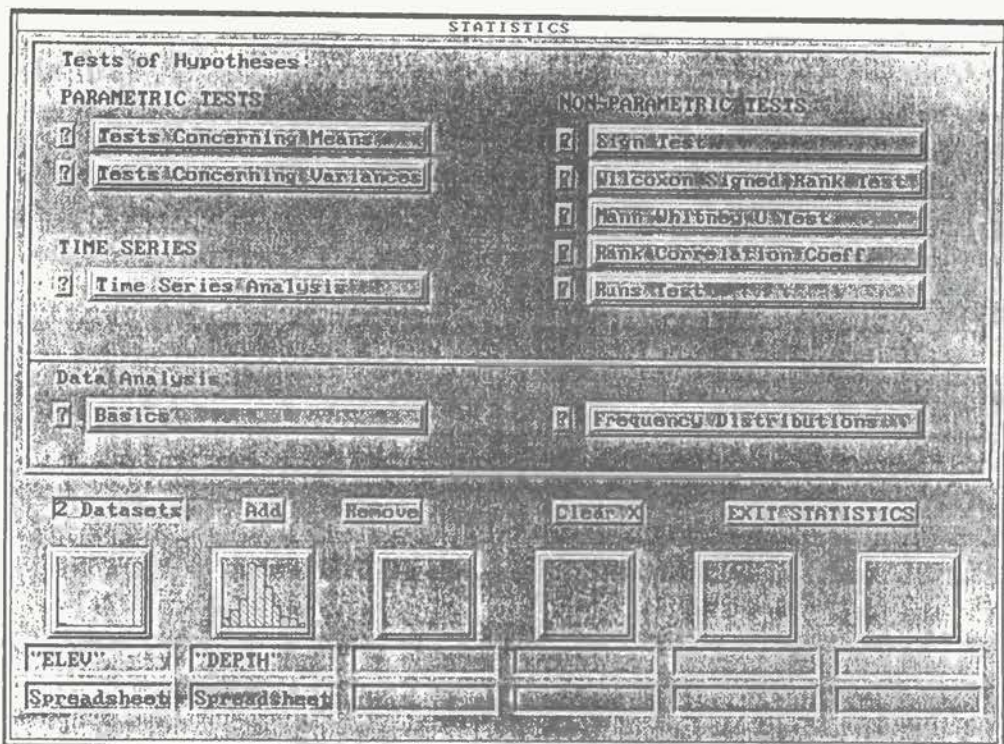 STATISTICS
Tests of Hypotheses:
PARAMETRIC TESTS
NON-PARAMETRIC TESTS
? Tests Concerning Means
? Sign Test
? Tests Concerning Variances
? Wilcoxon Signed Rank Test
? Mann Whitney U Test
TIME SERIES
? Rank Correlation Coeff.
? Time Series Analysis
? Runs Test
Data Analysis:
? Basics
? Frequency Distributions
2 Datasets Add Remove Clear X EXIT STATISTICS
"ELEV" "DEPTH"
Spreadsheet Spreadsheet